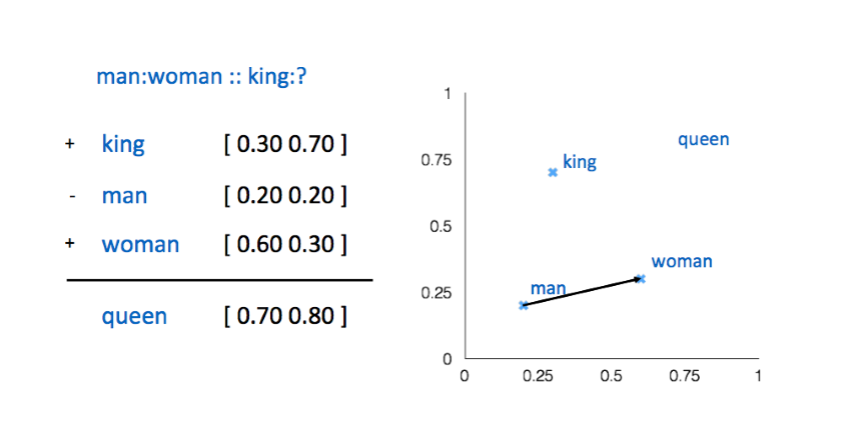 man:woman :: king:?
+ king [ 0.30 0.70 ]
- man [ 0.20 0.20 ]
+ woman [ 0.60 0.30 ]
queen [ 0.70 0.80 ]
1
queen
0.75
king
0.5
woman
0.25
man
0
0 0.25 0.5 0.75 1